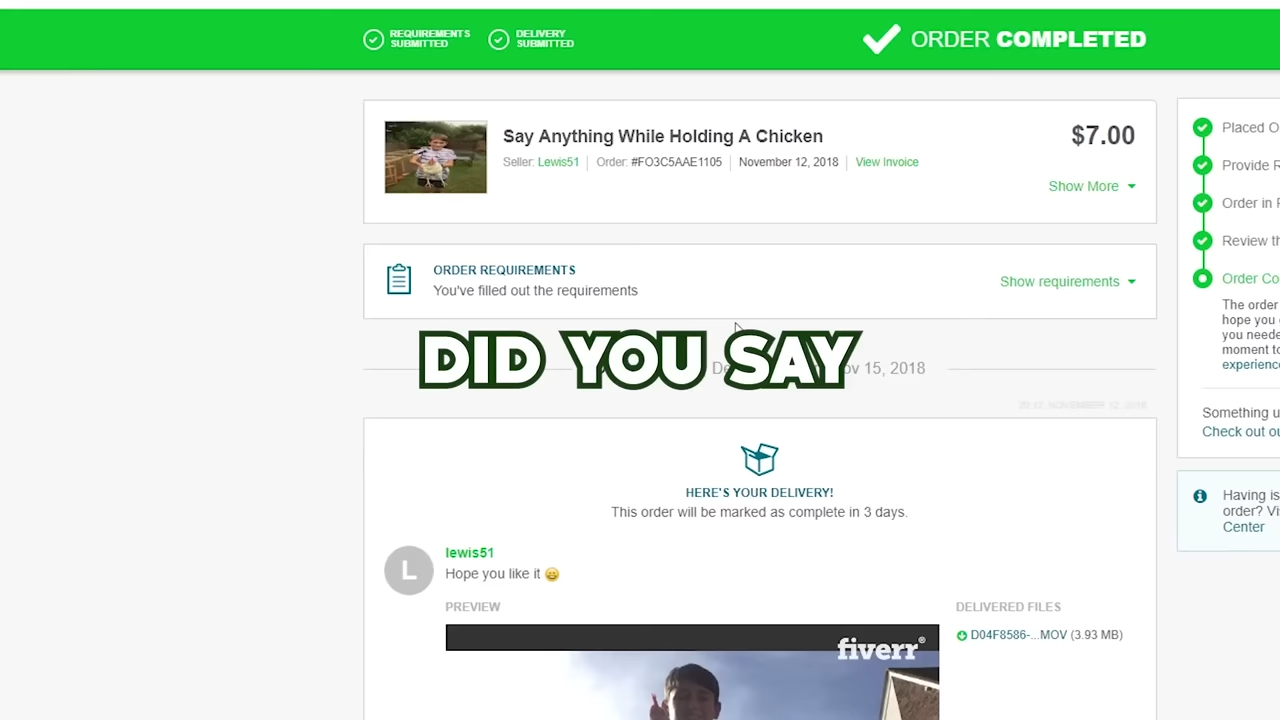 REQUIREMENTS
SUBMITTED
DELIVERY
SUBMITTED
ORDER COMPLETED
Say Anything While Holding A Chicken
$7.00
Seller: Lewis51
Order: #FO3C5AAE1105
November 12, 2018
View Invoice
Show More
ORDER REQUIREMENTS
You've filled out the requirements
Show requirements
DID YOU SAY
De
ov 15, 2018
HERE'S YOUR DELIVERY!
This order will be marked as complete in 3 days.
L
lewis51
Hope you like it 😀
PREVIEW
DELIVERED FILES
D04F8586-...MOV (3.93 MB)
fiverr®
Placed O
Provide R
Order in P
Review th
Order Co
The order
hope you
you neede
moment to
experienc
Something u
Check out ou
Having is
order? Vi
Center